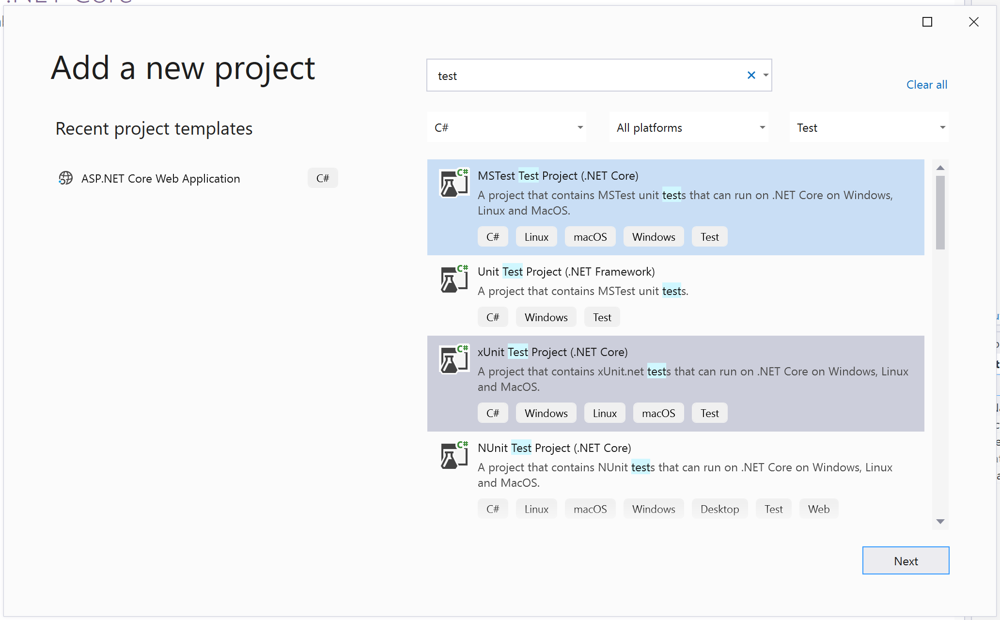 .NET Core
Add a new project
Recent project templates
ASP.NET Core Web Application
C#
test
Clear all
C#
All platforms
Test
C#
MSTest Test Project (.NET Core)
A project that contains MSTest unit tests that can run on .NET Core on Windows,
Linux and MacOS.
C# Linux macOS Windows Test
C#
Unit Test Project (.NET Framework)
A project that contains MSTest unit tests.
C# Windows Test
C#
xUnit Test Project (.NET Core)
A project that contains xUnit.net tests that can run on .NET Core on Windows, Linux
and MacOS.
C# Windows Linux macOS Test
C#
NUnit Test Project (.NET Core)
A project that contains NUnit tests that can run on .NET Core on Windows, Linux
and MacOS.
C# Linux macOS Windows Desktop Test Web
Next